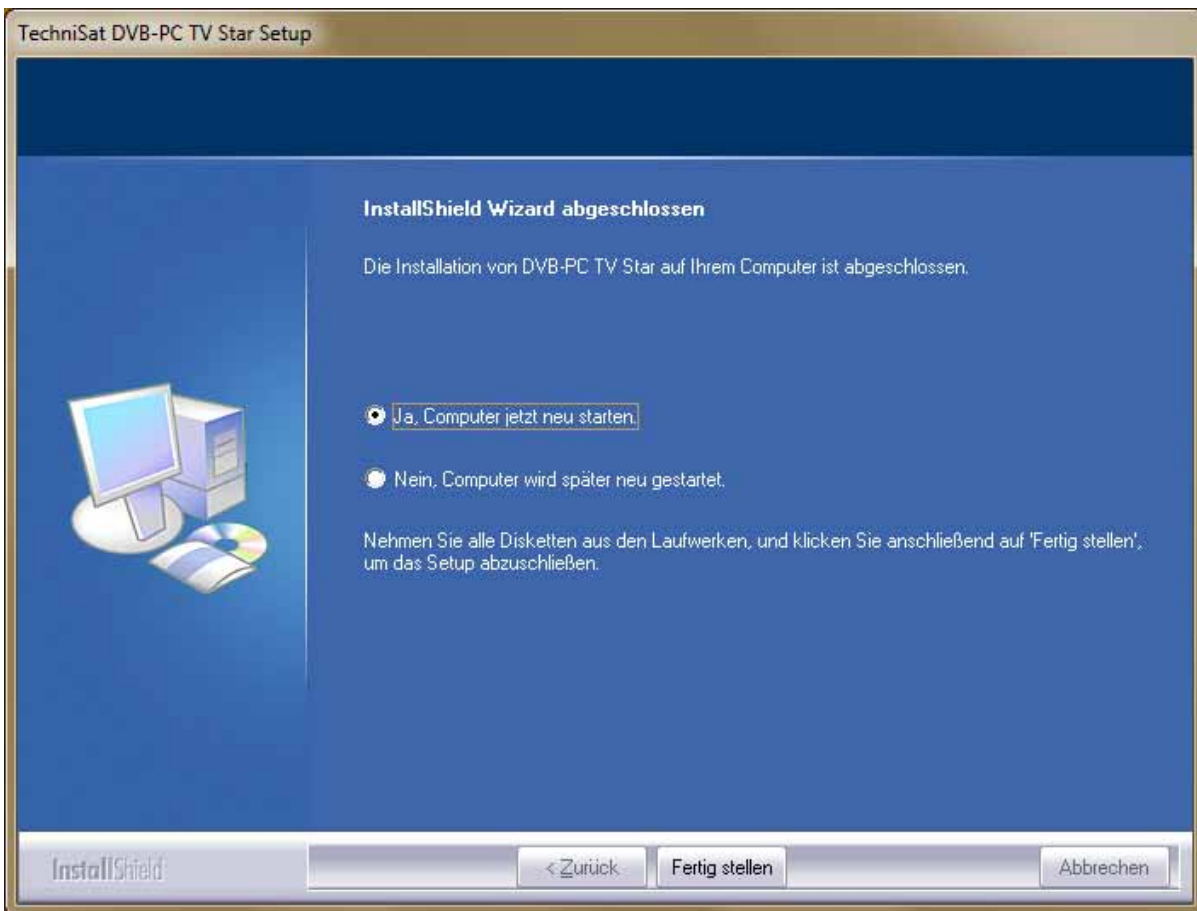 TechniSat DVB-PC TV Star Setup
InstallShield Wizard abgeschlossen
Die Installation von DVB-PC TV Star auf Ihrem Computer ist abgeschlossen.
Ja, Computer jetzt neu starten.
Nein, Computer wird später neu gestartet.
Nehmen Sie alle Disketten aus den Laufwerken, und klicken Sie anschließend auf 'Fertig stellen',
um das Setup abzuschließen.
InstallShield
< Zurück
Fertig stellen
Abbrechen